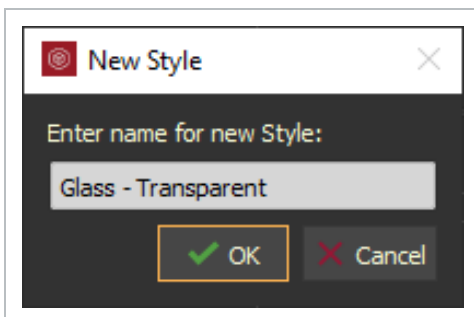 New Style
Enter name for new Style:
Glass - Transparent
OK
Cancel